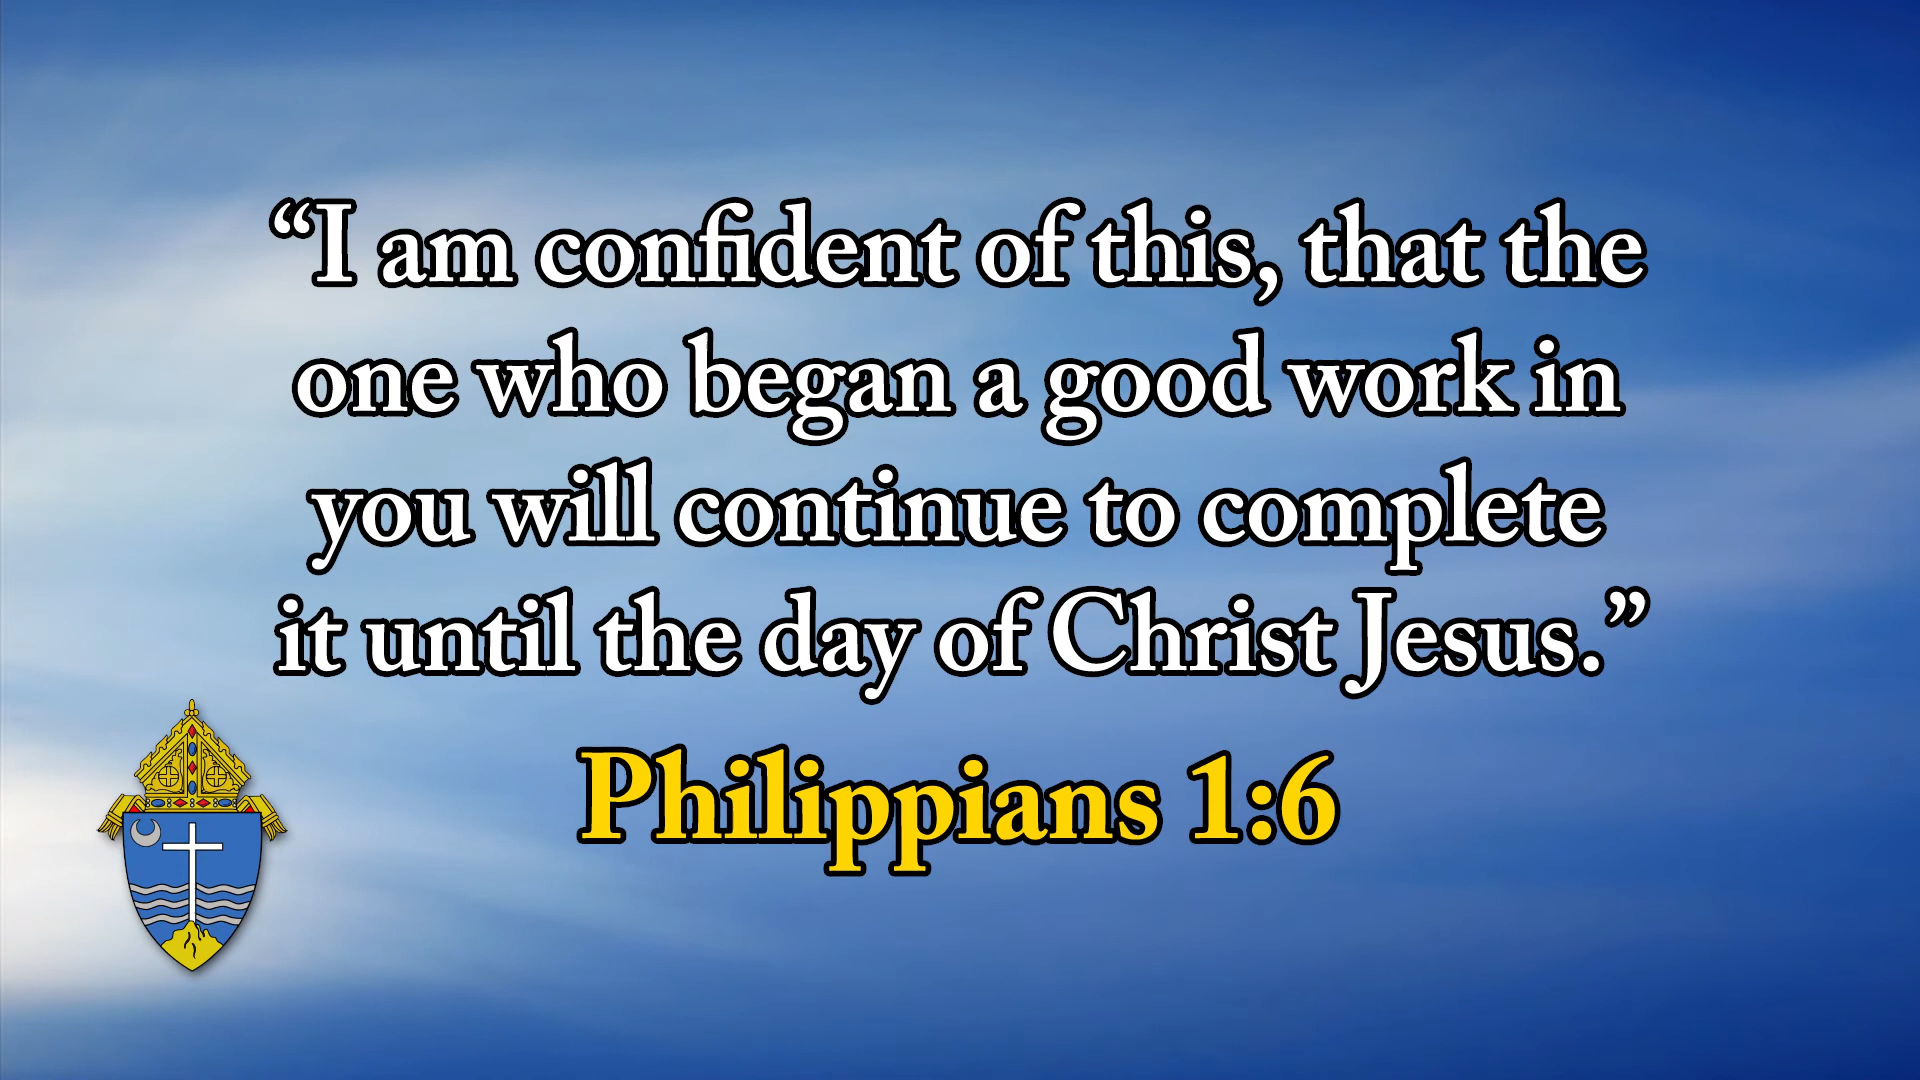 “I am confident of this, that the
one who began a good work in
you will continue to complete
it until the day of Christ Jesus.”
Philippians 1:6